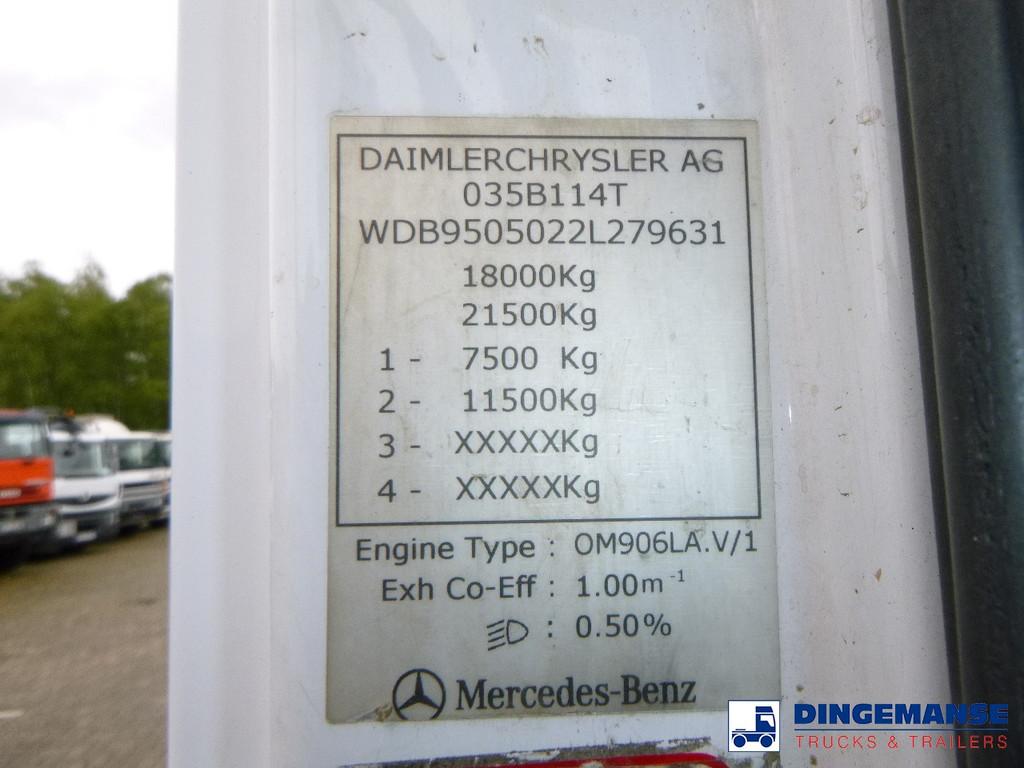 DAIMLERCHRYSLER AG
035B114T
WDB9505022L279631
18000Kg
21500Kg
1 - 7500 Kg
2 - 11500Kg
3 - XXXXXKg
4 - XXXXXKg
Engine Type : OM906LA.V/1
Exh Co-Eff : 1.00m⁻¹
: 0.50%
Mercedes-Benz
DINGEMANSE
TRUCKS & TRAILERS